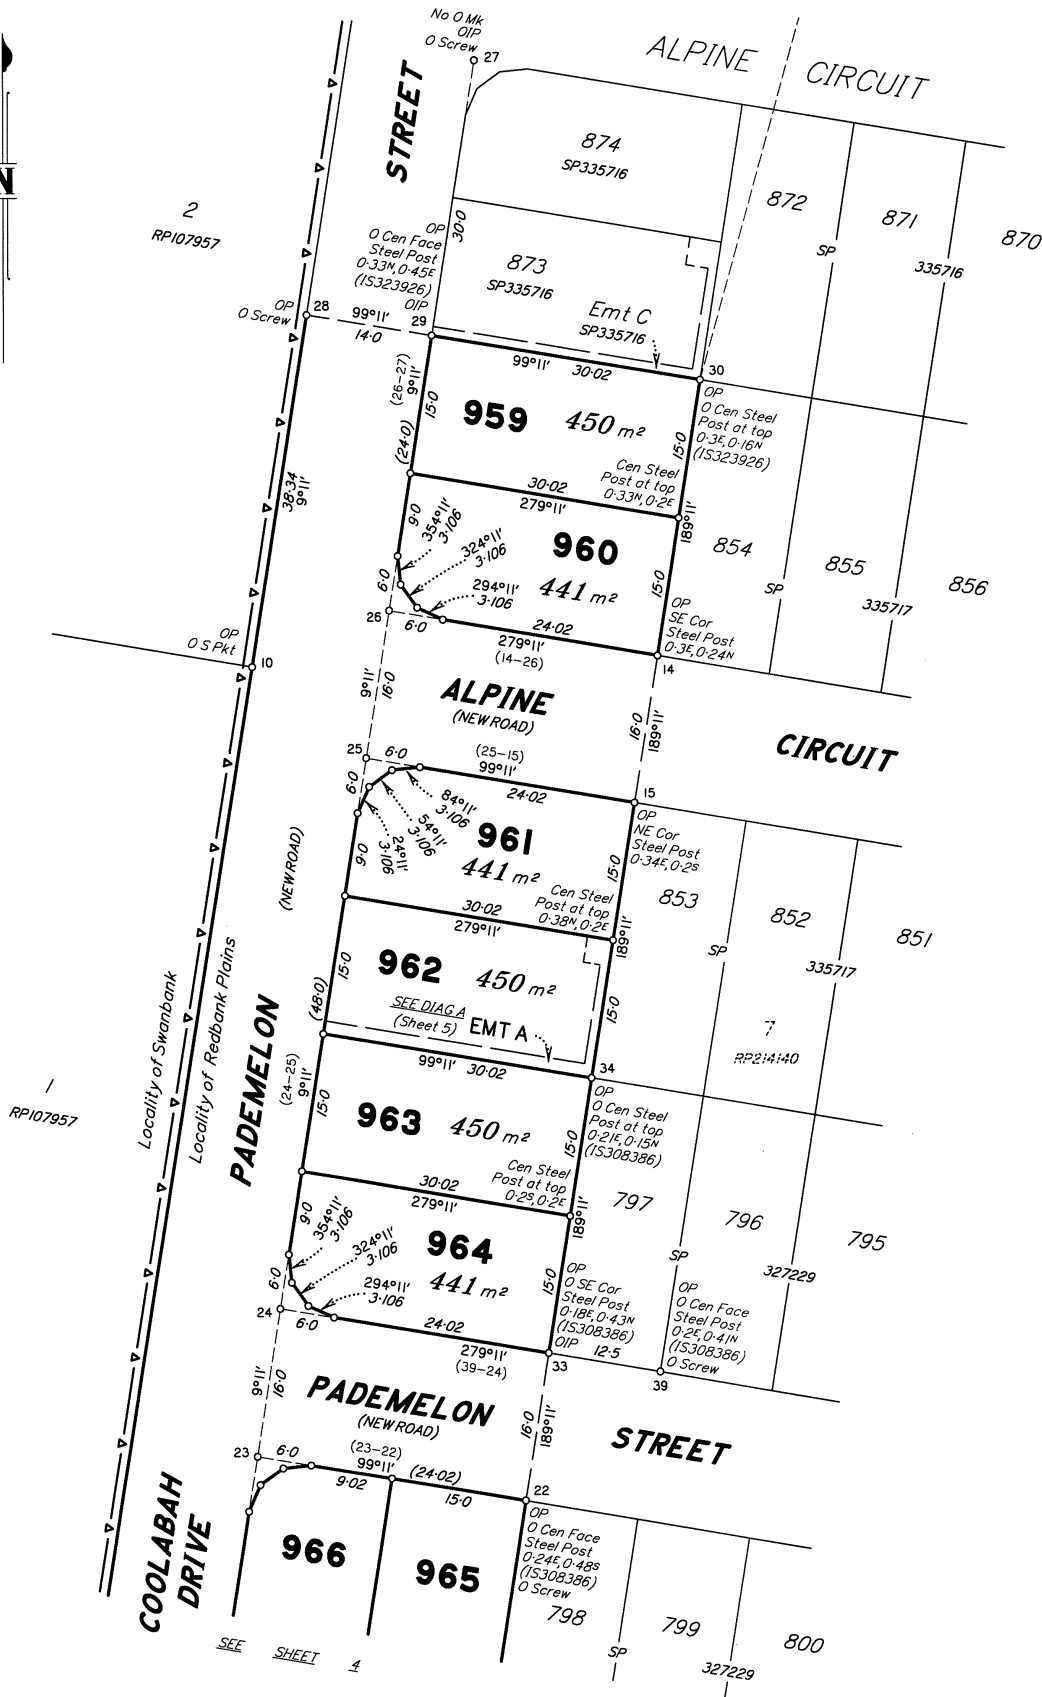 No O Mk
OIP
O Screw
27
ALPINE CIRCUIT
STREET
N
874
SP335716
872
871
870
SP
335716
2
RP107957
30·0
OP
O Cen Face
Steel Post
0·33N,0·45E
(IS323926)
OIP
873
SP335716
Emt C
SP335716
OP
O Screw
28
99°11'
14·0
29
99°11'
30·02
30
(26-27)
9°11'
15·0
(24·0)
959
450 m²
15·0
OP
O Cen Steel
Post at top
0·3E,0·16N
(IS323926)
Cen Steel
Post at top
0·33N,0·2E
30·02
279°11'
38·34
9°11'
9·0
354°11'
3·106
324°11'
3·106
294°11'
3·106
960
441 m²
189°11'
15·0
854
SP
855
335717
856
6·0
26
6·0
24·02
279°11'
(14-26)
OP
SE Cor
Steel Post
0·3E,0·24N
14
OP
O S Pkt
10
9°11'
16·0
ALPINE
(NEW ROAD)
16·0
189°11'
CIRCUIT
25
6·0
(25-15)
99°11'
24·02
15
6·0
84°11'
3·106
54°11'
3·106
24°11'
3·106
9·0
961
441 m²
15·0
OP
NE Cor
Steel Post
0·34E,0·2S
853
852
851
SP
335717
(NEW ROAD)
Cen Steel
Post at top
0·38N,0·2E
30·02
279°11'
189°11'
15·0
962
450 m²
15·0
(48·0)
SEE DIAG A
(Sheet 5)
EMT A
7
RP214140
Locality of Swanbank
Locality of Redbank Plains
PADEMELON
1
RP107957
(24-25)
9°11'
15·0
99°11'
30·02
34
963
450 m²
15·0
OP
O Cen Steel
Post at top
0·21E,0·15N
(IS308386)
Cen Steel
Post at top
0·2S,0·2E
30·02
279°11'
797
796
795
SP
327229
9·0
354°11'
3·106
324°11'
3·106
294°11'
3·106
964
441 m²
189°11'
15·0
6·0
24
6·0
24·02
279°11'
(39-24)
OP
O SE Cor
Steel Post
0·18E,0·43N
(IS308386)
OIP
12·5
33
OP
O Cen Face
Steel Post
0·2E,0·41N
(IS308386)
O Screw
39
9°11'
16·0
PADEMELON
(NEW ROAD)
16·0
189°11'
STREET
23
6·0
(23-22)
99°11'
9·02
(24·02)
15·0
22
COOLABAH
DRIVE
966
965
OP
O Cen Face
Steel Post
0·24E,0·48S
(IS308386)
O Screw
798
799
800
SP
327229
SEE SHEET 4